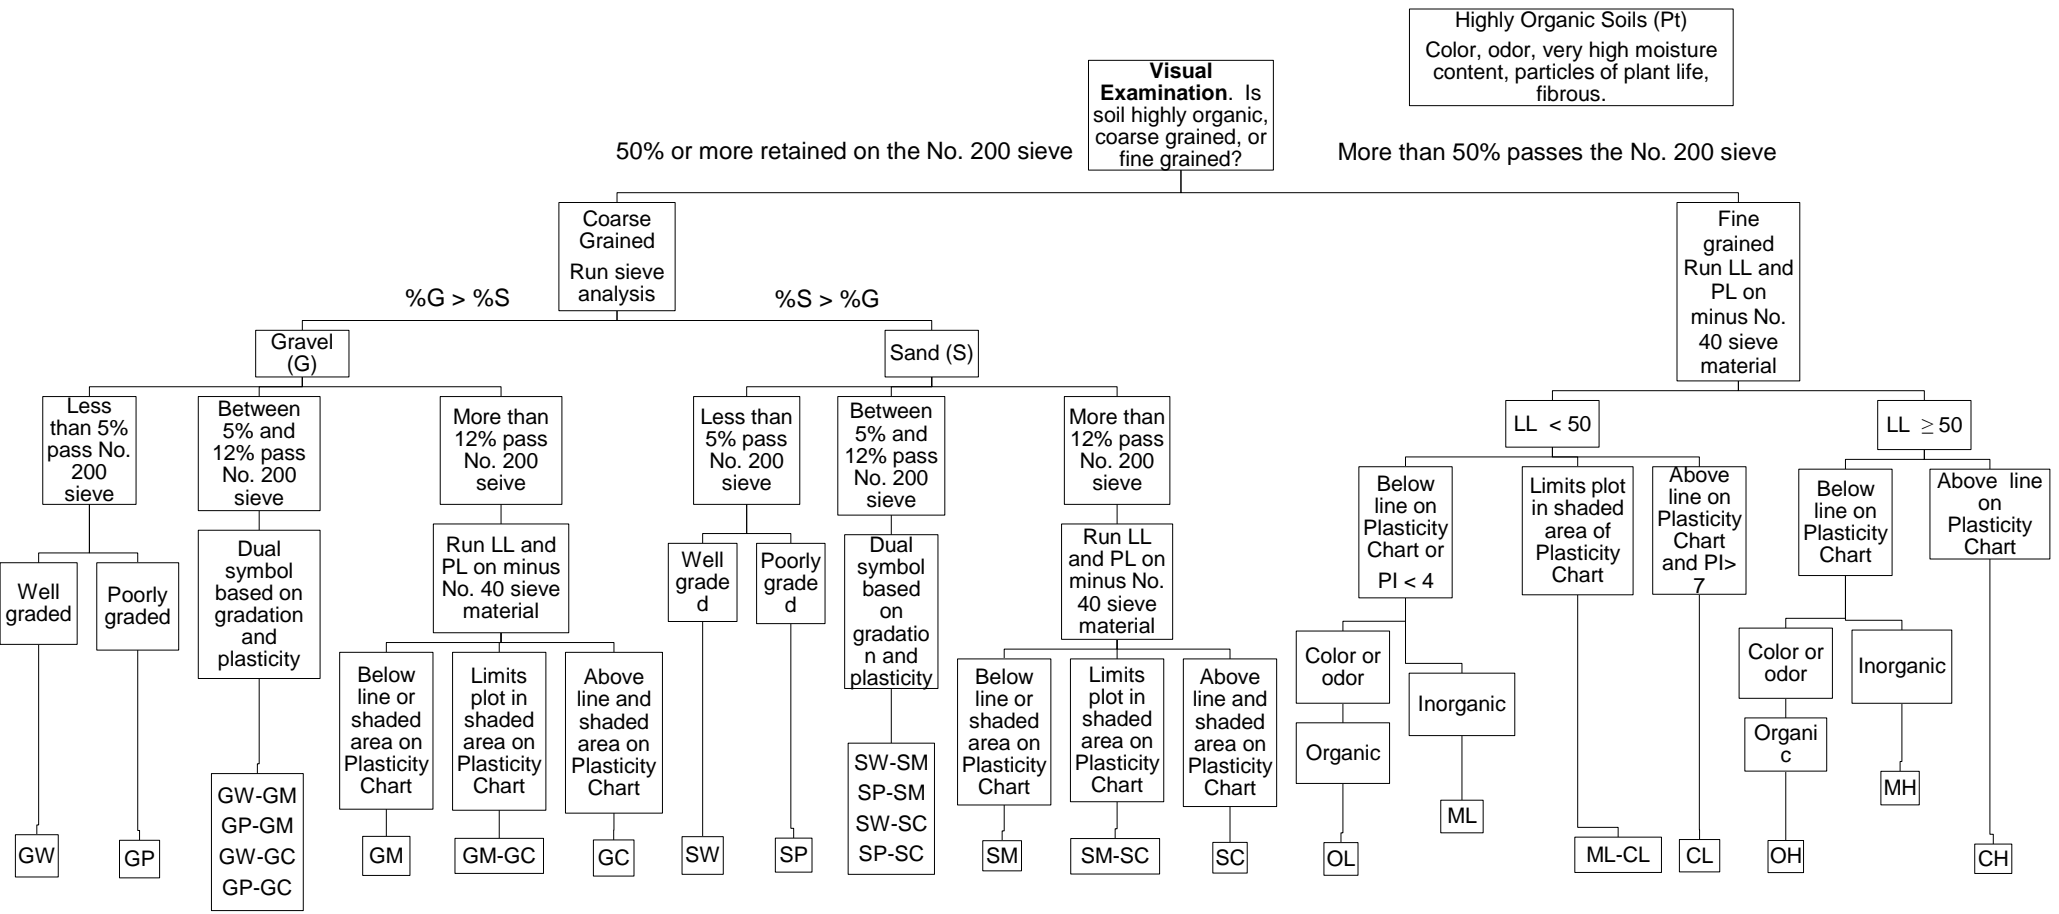 Highly Organic Soils (Pt)
Color, odor, very high moisture
content, particles of plant life,
fibrous.
Visual
Examination. Is
soil highly organic,
coarse grained, or
fine grained?
50% or more retained on the No. 200 sieve
More than 50% passes the No. 200 sieve
Coarse
Grained
Run sieve
analysis
Fine
grained
Run LL and
PL on
minus No.
40 sieve
material
%G > %S
%S > %G
Gravel
(G)
Sand (S)
Less
than 5%
pass No.
200
sieve
Between
5% and
12% pass
No. 200
sieve
More than
12% pass
No. 200
seive
Less than
5% pass
No. 200
sieve
Between
5% and
12% pass
No. 200
sieve
More than
12% pass
No. 200
sieve
LL < 50
LL ≥ 50
Below
line on
Plasticity
Chart or
PI < 4
Limits plot
in shaded
area of
Plasticity
Chart
Above
line on
Plasticity
Chart
and PI>
7
Below
line on
Plasticity
Chart
Above line
on
Plasticity
Chart
Well
graded
Poorly
graded
Dual
symbol
based on
gradation
and
plasticity
Run LL and
PL on minus
No. 40 sieve
material
Well
grade
d
Poorly
grade
d
Dual
symbol
based
on
gradatio
n and
plasticity
Run LL
and PL on
minus No.
40 sieve
material
Below
line or
shaded
area on
Plasticity
Chart
Limits
plot in
shaded
area on
Plasticity
Chart
Above
line and
shaded
area on
Plasticity
Chart
Below
line or
shaded
area on
Plasticity
Chart
Limits
plot in
shaded
area on
Plasticity
Chart
Above
line and
shaded
area on
Plasticity
Chart
Color or
odor
Inorganic
Organic
Color or
odor
Inorganic
Organi
c
GW
GP
GW-GM
GP-GM
GW-GC
GP-GC
GM
GM-GC
GC
SW
SP
SW-SM
SP-SM
SW-SC
SP-SC
SM
SM-SC
SC
OL
ML
ML-CL
CL
OH
MH
CH